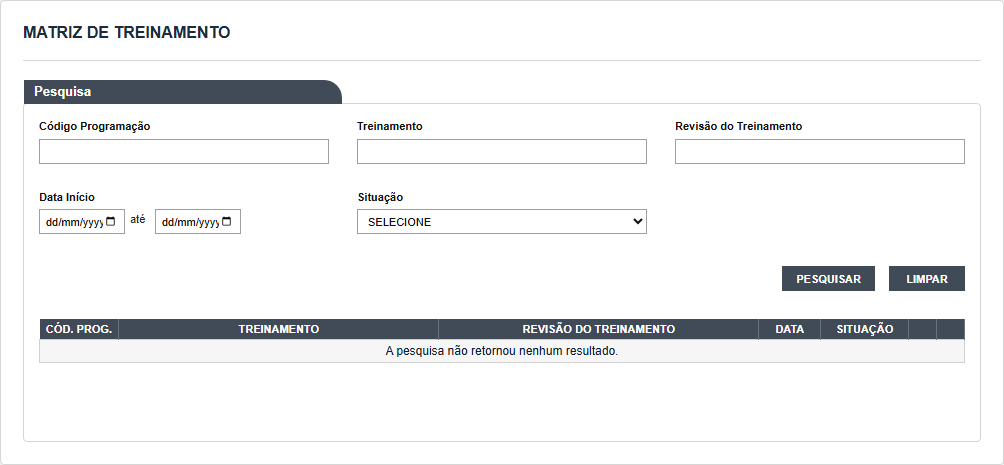 MATRIZ DE TREINAMENTO
Pesquisa
Código Programação Treinamento Revisão do Treinamento
Data Início Situação
dd/mm/yyyy até dd/mm/yyyy SELECIONE
PESQUISAR LIMPAR
CÓD. PROG. TREINAMENTO REVISÃO DO TREINAMENTO DATA SITUAÇÃO
A pesquisa não retornou nenhum resultado.